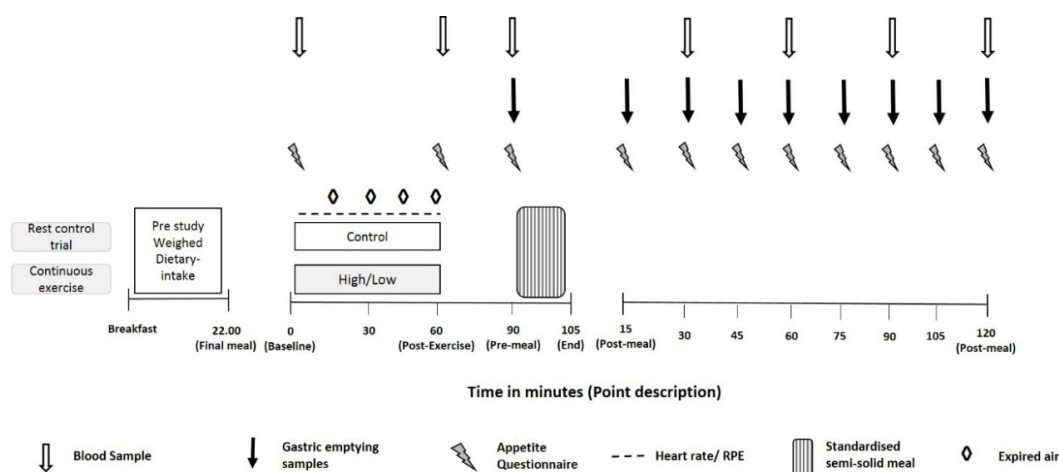 Rest control
trial
Continuous
exercise
Pre study
Weighed
Dietary-
intake
Control
High/Low
Breakfast
22.00
(Final meal)
0
(Baseline)
30
60
(Post-Exercise)
90
(Pre-meal)
105
(End)
15
(Post-meal)
30
45
60
75
90
105
120
(Post-meal)
Time in minutes (Point description)
Blood Sample
Gastric emptying
samples
Appetite
Questionnaire
Heart rate/ RPE
Standardised
semi-solid meal
Expired air